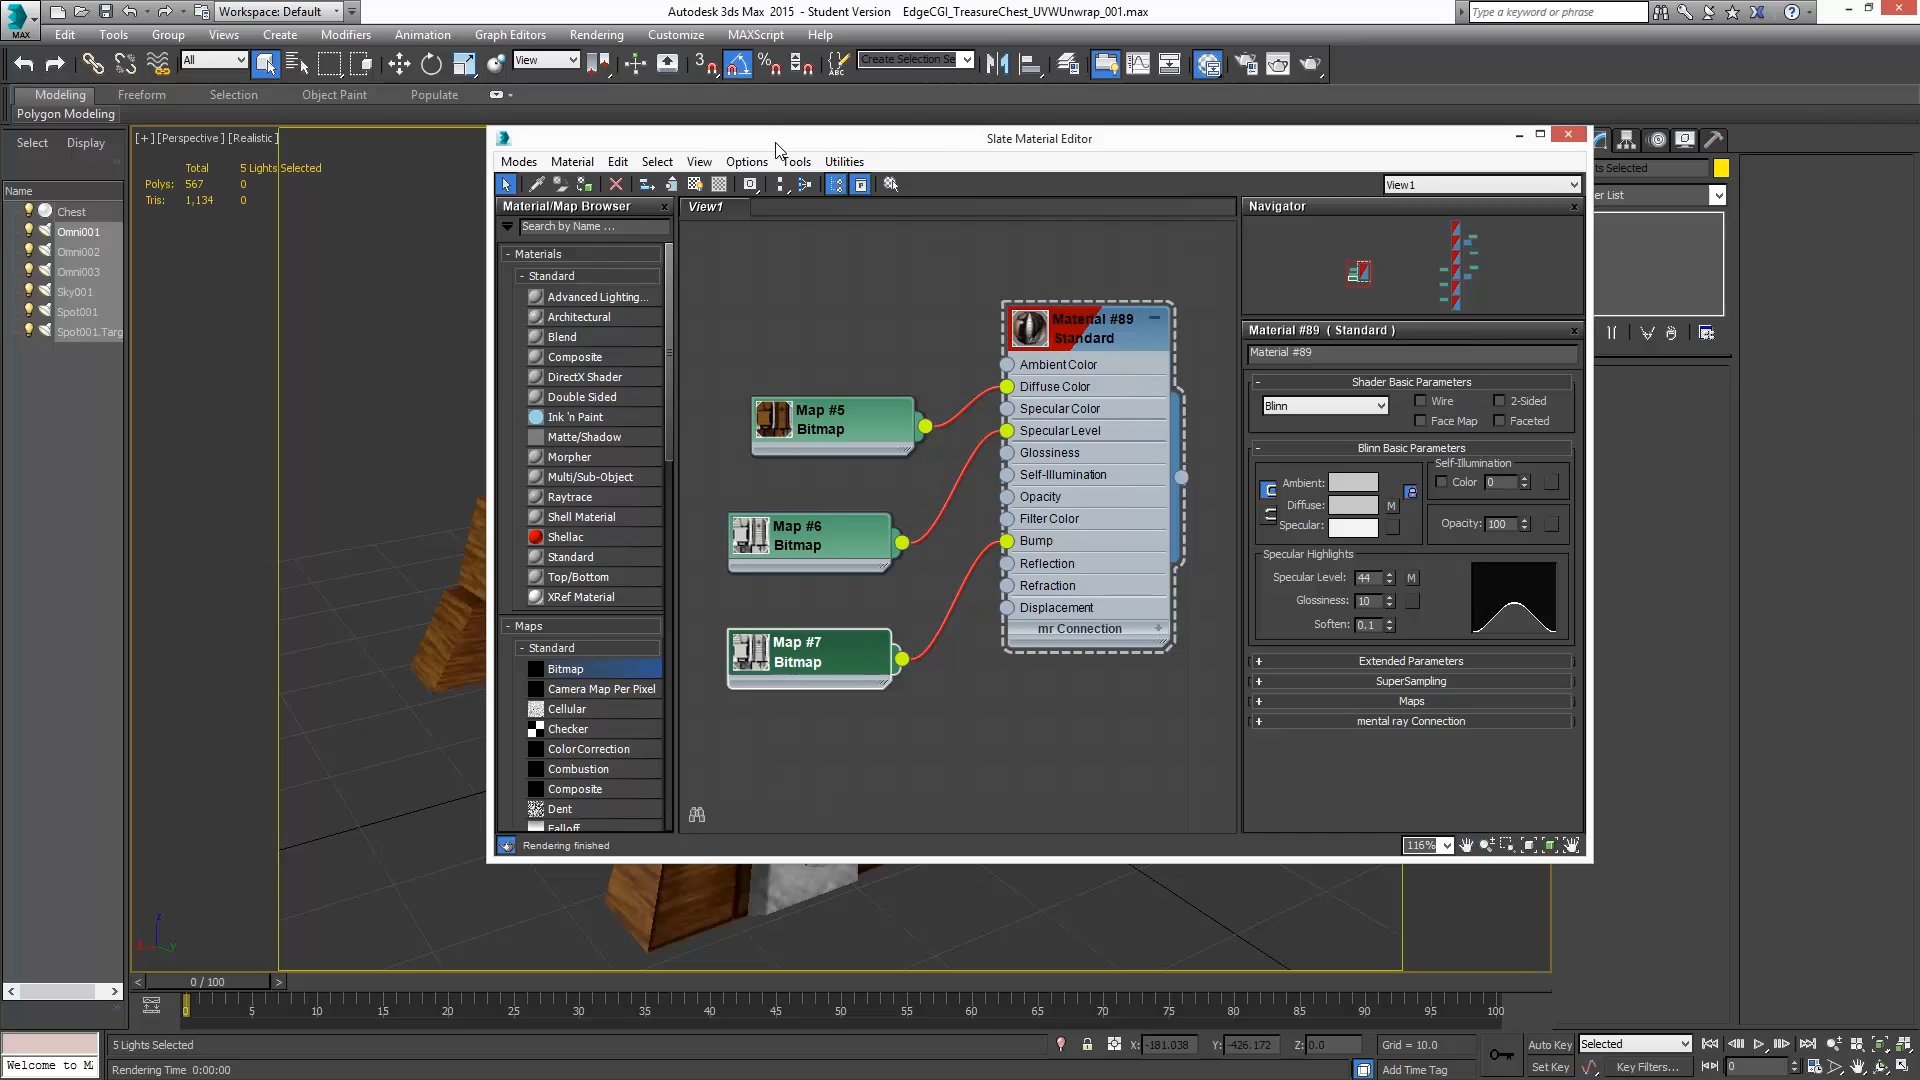 Workspace: Default
Autodesk 3ds Max 2015 - Student Version EdgeCGI_TreasureChest_UVWUnwrap_001.max
Type a keyword or phrase
MAX
Edit Tools Group Views Create Modifiers Animation Graph Editors Rendering Customize MAXScript Help
All
View
3
Create Selection Se
Modeling Freeform Selection Object Paint Populate
Polygon Modeling
Select Display
[+] [Perspective] [Realistic]
Total 5 Lights Selected
Polys: 567 0
Tris: 1,134 0
Name
Chest
Omni001
Omni002
Omni003
Sky001
Spot001
Spot001.Targ
Slate Material Editor
Modes Material Edit Select View Options Tools Utilities
View1
Material/Map Browser
Search by Name ...
- Materials
- Standard
Advanced Lighting...
Architectural
Blend
Composite
DirectX Shader
Double Sided
Ink 'n Paint
Matte/Shadow
Morpher
Multi/Sub-Object
Raytrace
Shell Material
Shellac
Standard
Top/Bottom
XRef Material
- Maps
- Standard
Bitmap
Camera Map Per Pixel
Cellular
Checker
ColorCorrection
Combustion
Composite
Dent
Falloff
Rendering finished
View1
Map #5
Bitmap
Map #6
Bitmap
Map #7
Bitmap
Material #89
Standard
Ambient Color
Diffuse Color
Specular Color
Specular Level
Glossiness
Self-Illumination
Opacity
Filter Color
Bump
Reflection
Refraction
Displacement
mr Connection +
Navigator
Material #89 ( Standard )
Material #89
- Shader Basic Parameters
Blinn
Wire 2-Sided
Face Map Faceted
- Blinn Basic Parameters
Self-Illumination
Ambient:
Color 0
Diffuse: M
Specular:
Opacity: 100
Specular Highlights
Specular Level: 44 M
Glossiness: 10
Soften: 0.1
+ Extended Parameters
+ SuperSampling
+ Maps
+ mental ray Connection
116%
s Selected
er List
z
y
< 0 / 100 >
0 5 10 15 20 25 30 35 40 45 50 55 60 65 70 75 80 85 90 95 100
5 Lights Selected
X: -181.038 Y: -426.172 Z: 0.0 Grid = 10.0
Auto Key Selected
Welcome to M
Rendering Time 0:00:00
Add Time Tag
Set Key Key Filters... 0